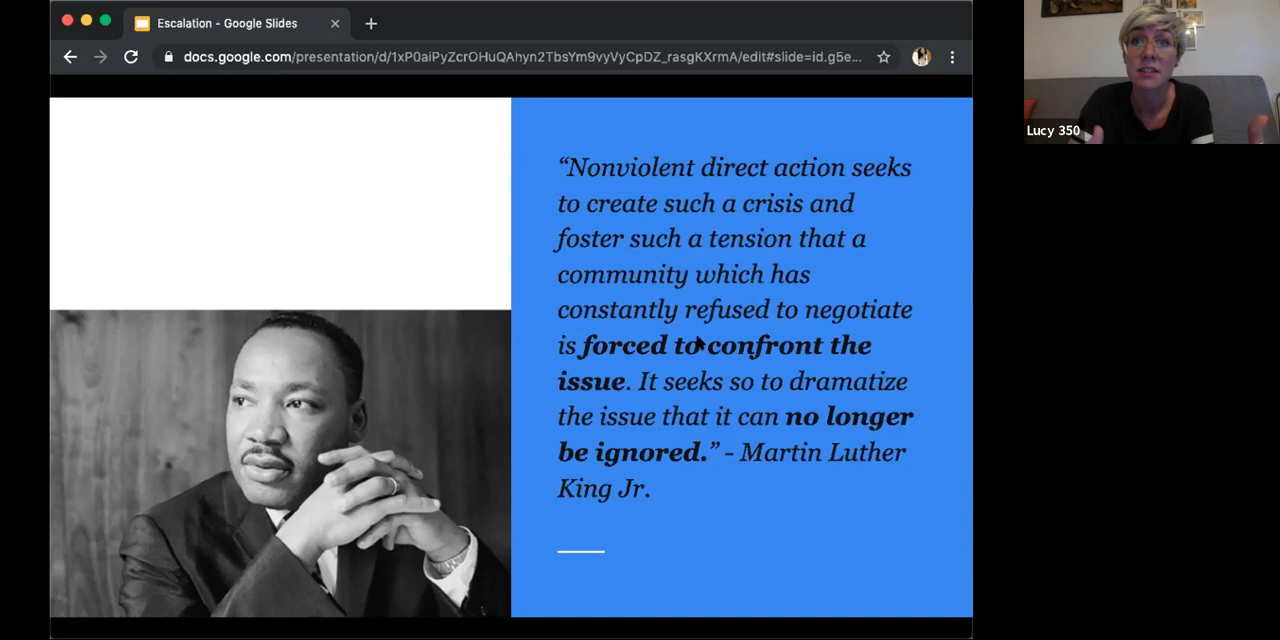 Escalation - Google Slides
docs.google.com/presentation/d/1xP0aiPyZcrOHuQAhyn2TbsYm9vyVyCpDZ_rasgKXrmA/edit#slide=id.g5e...
Lucy 350
“Nonviolent direct action seeks
to create such a crisis and
foster such a tension that a
community which has
constantly refused to negotiate
is forced to confront the
issue. It seeks so to dramatize
the issue that it can no longer
be ignored.” - Martin Luther
King Jr.